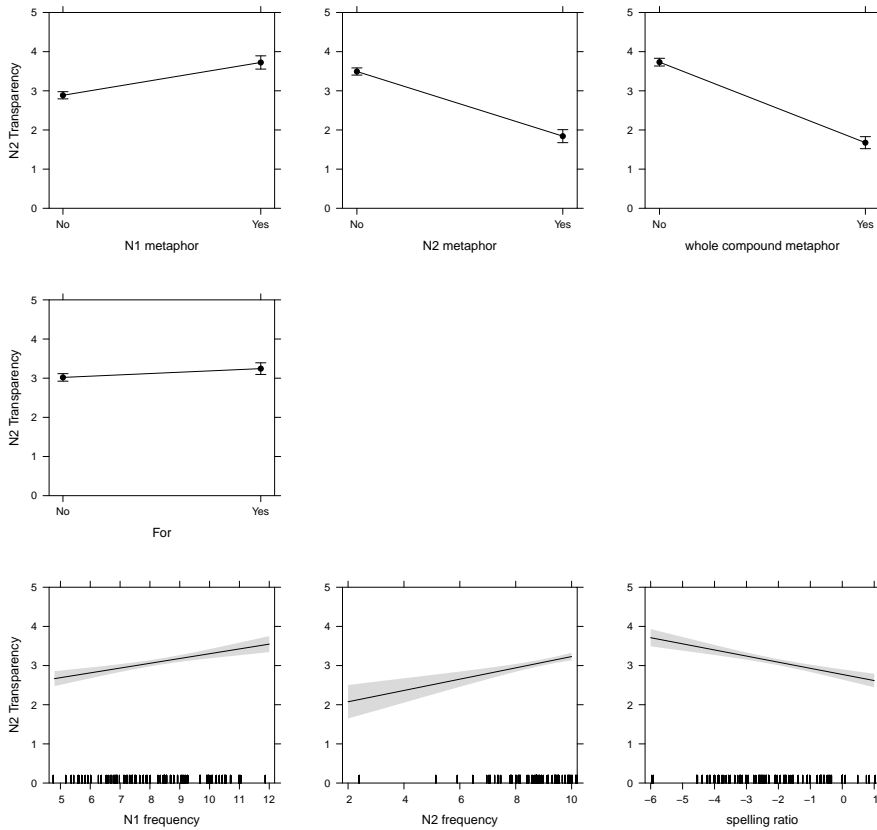 5
4
3
2
1
0
N2 Transparency
No Yes
N1 metaphor
5
4
3
2
1
0
No Yes
N2 metaphor
5
4
3
2
1
0
No Yes
whole compound metaphor
5
4
3
2
1
0
N2 Transparency
No Yes
For
5
4
3
2
1
0
N2 Transparency
5 6 7 8 9 10 11 12
N1 frequency
5
4
3
2
1
0
2 4 6 8 10
N2 frequency
5
4
3
2
1
0
−6 −5 −4 −3 −2 −1 0 1
spelling ratio